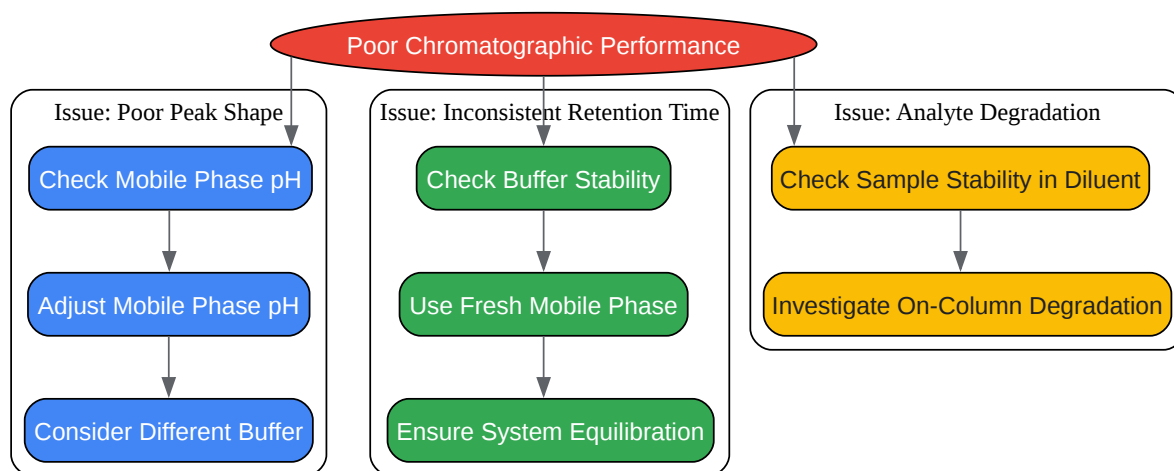 Poor Chromatographic Performance
Issue: Poor Peak Shape
Check Mobile Phase pH
Adjust Mobile Phase pH
Consider Different Buffer
Issue: Inconsistent Retention Time
Check Buffer Stability
Use Fresh Mobile Phase
Ensure System Equilibration
Issue: Analyte Degradation
Check Sample Stability in Diluent
Investigate On-Column Degradation